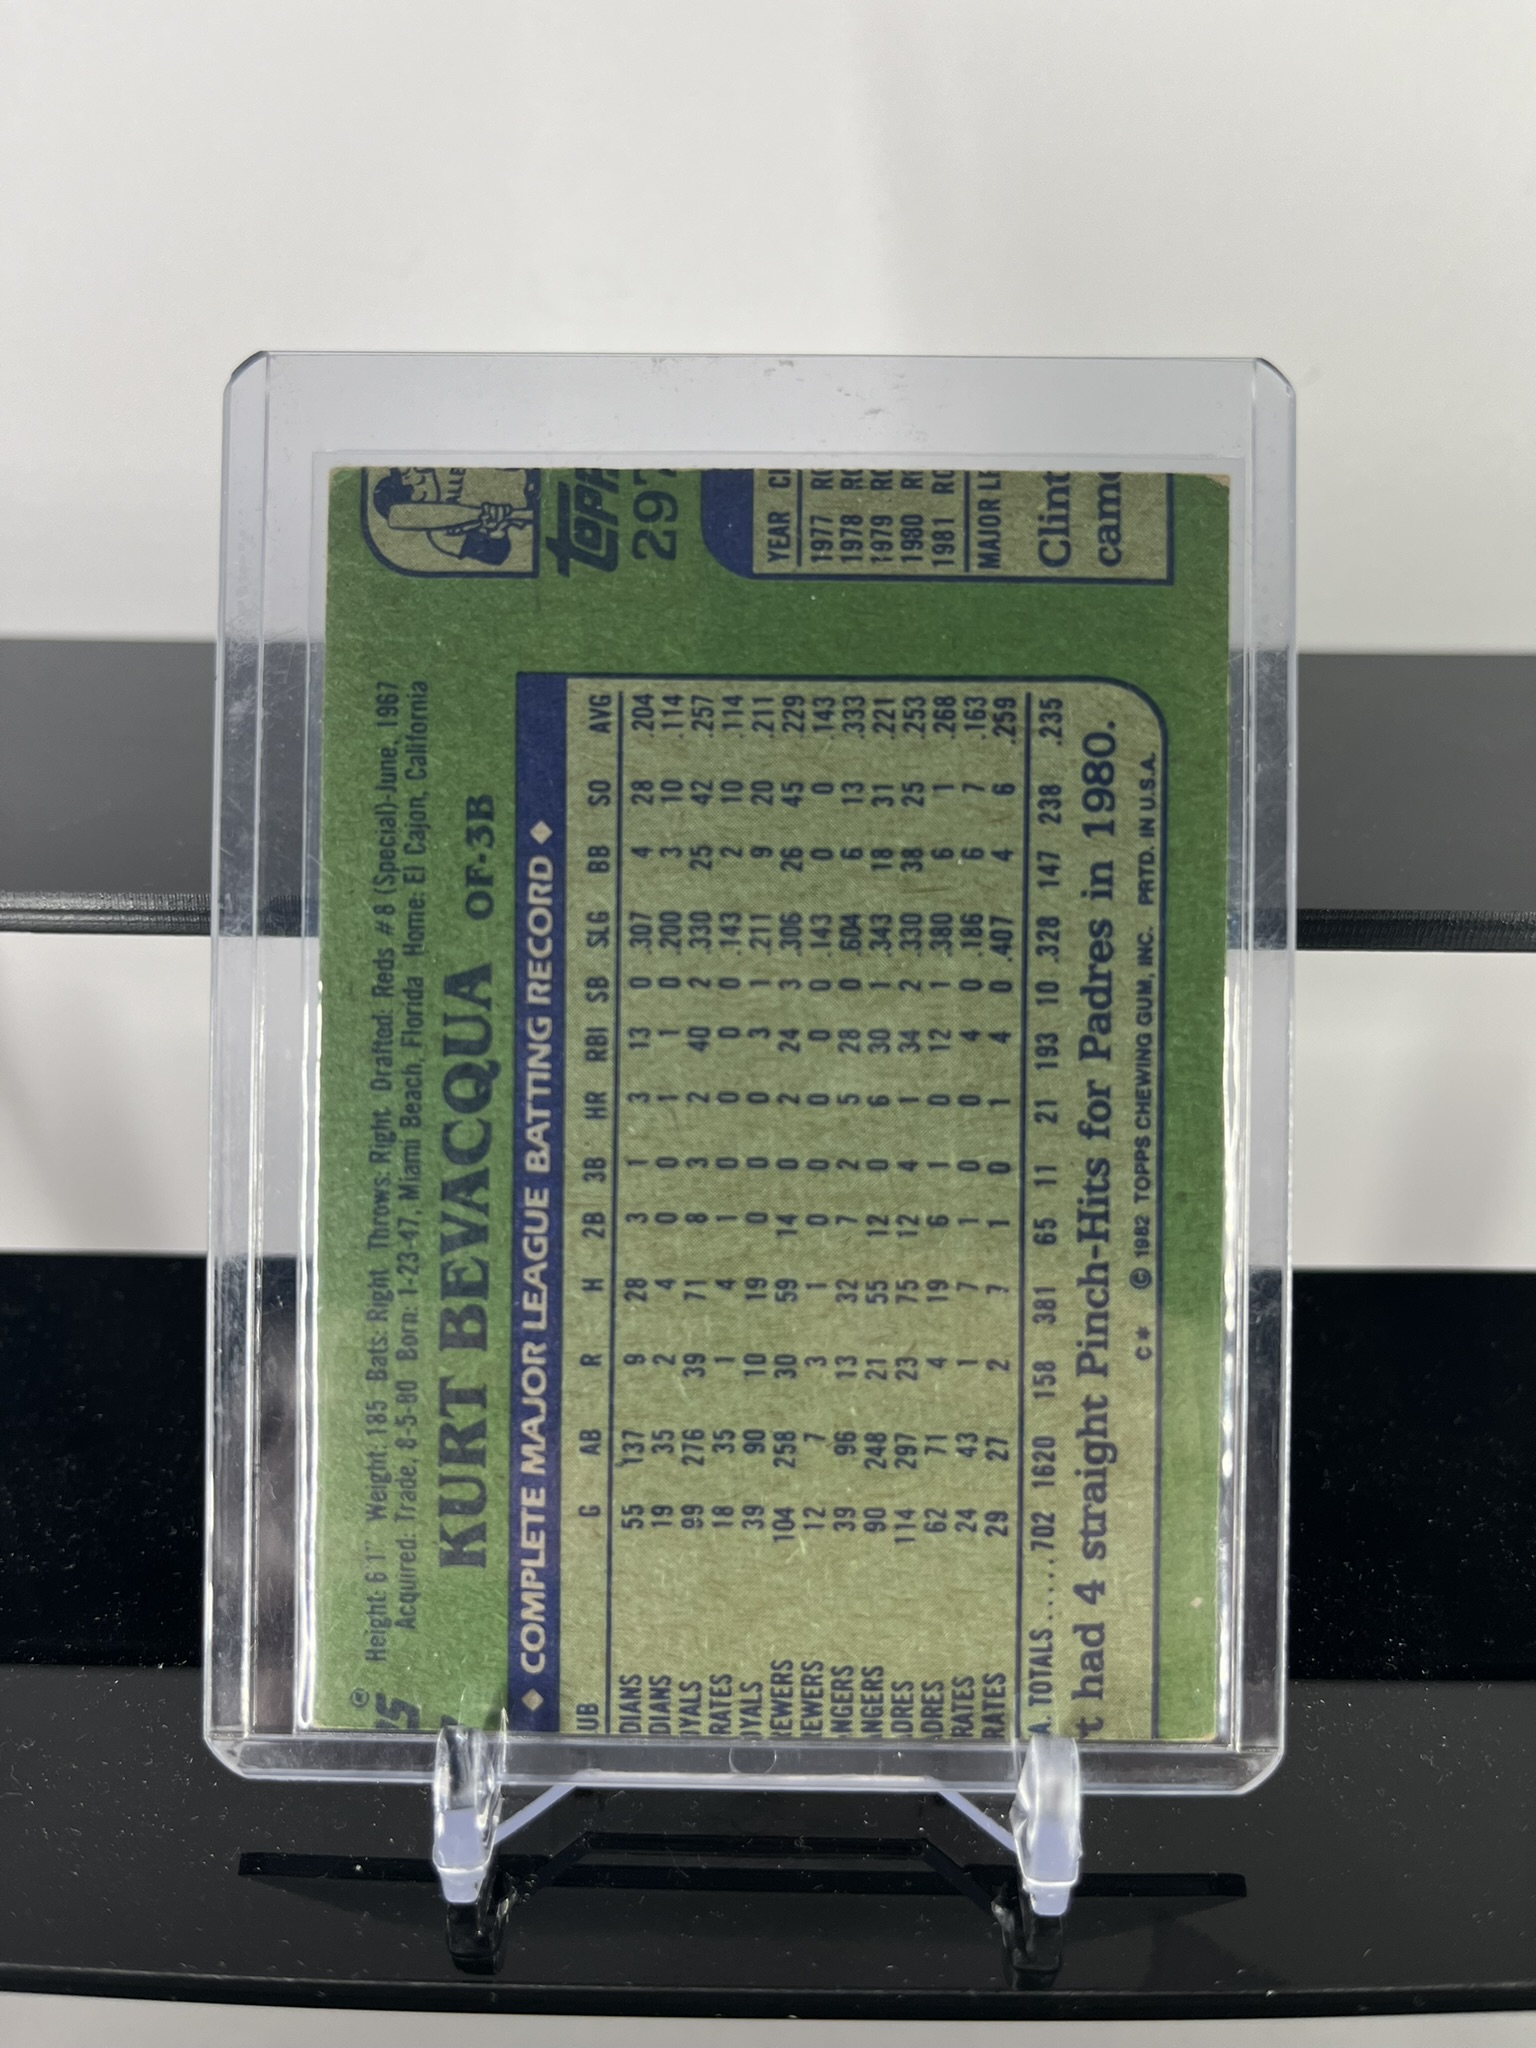 PS®
Height: 6'1" Weight: 185 Bats: Right Throws: Right Drafted: Reds #8 (Special)-June, 1967
Acquired: Trade, 8-5-80 Born: 1-23-47, Miami Beach, Florida Home: El Cajon, California
KURT BEVACQUA OF-3B
COMPLETE MAJOR LEAGUE BATTING RECORD
UB G AB R H 2B 3B HR RBI SB SLG BB SO AVG
DIANS 55 137 9 28 3 1 3 13 0 .307 4 28 .204
DIANS 19 35 2 4 0 0 1 1 0 .200 3 10 .114
YALS 99 276 39 71 8 3 2 40 2 .330 25 42 .257
RATES 18 35 1 4 1 0 0 0 0 .143 2 10 .114
YALS 39 90 10 19 0 0 0 3 1 .211 9 20 .211
EWERS 104 258 30 59 14 0 2 24 3 .306 26 45 .229
EWERS 12 7 3 1 0 0 0 0 0 .143 0 0 .143
NGERS 39 96 13 32 7 2 5 28 0 .604 6 13 .333
NGERS 90 248 21 55 12 0 6 30 1 .343 18 31 .221
DRES 114 297 23 75 12 4 1 34 2 .330 38 25 .253
DRES 62 71 4 19 6 1 0 12 1 .380 6 1 .268
RATES 24 43 1 7 1 0 0 4 0 .186 6 7 .163
RATES 29 27 2 7 1 0 1 4 0 .407 4 6 .259
A. TOTALS.....702 1620 158 381 65 11 21 193 10 .328 147 238 .235
t had 4 straight Pinch-Hits for Padres in 1980.
C* © 1982 TOPPS CHEWING GUM, INC. PRTD. IN U.S.A.
ALLE
TOPP
297
YEAR CL
1977 RO
1978 RO
1979 RO
1980 RO
1981 RO
MAJOR LE
Clint
came